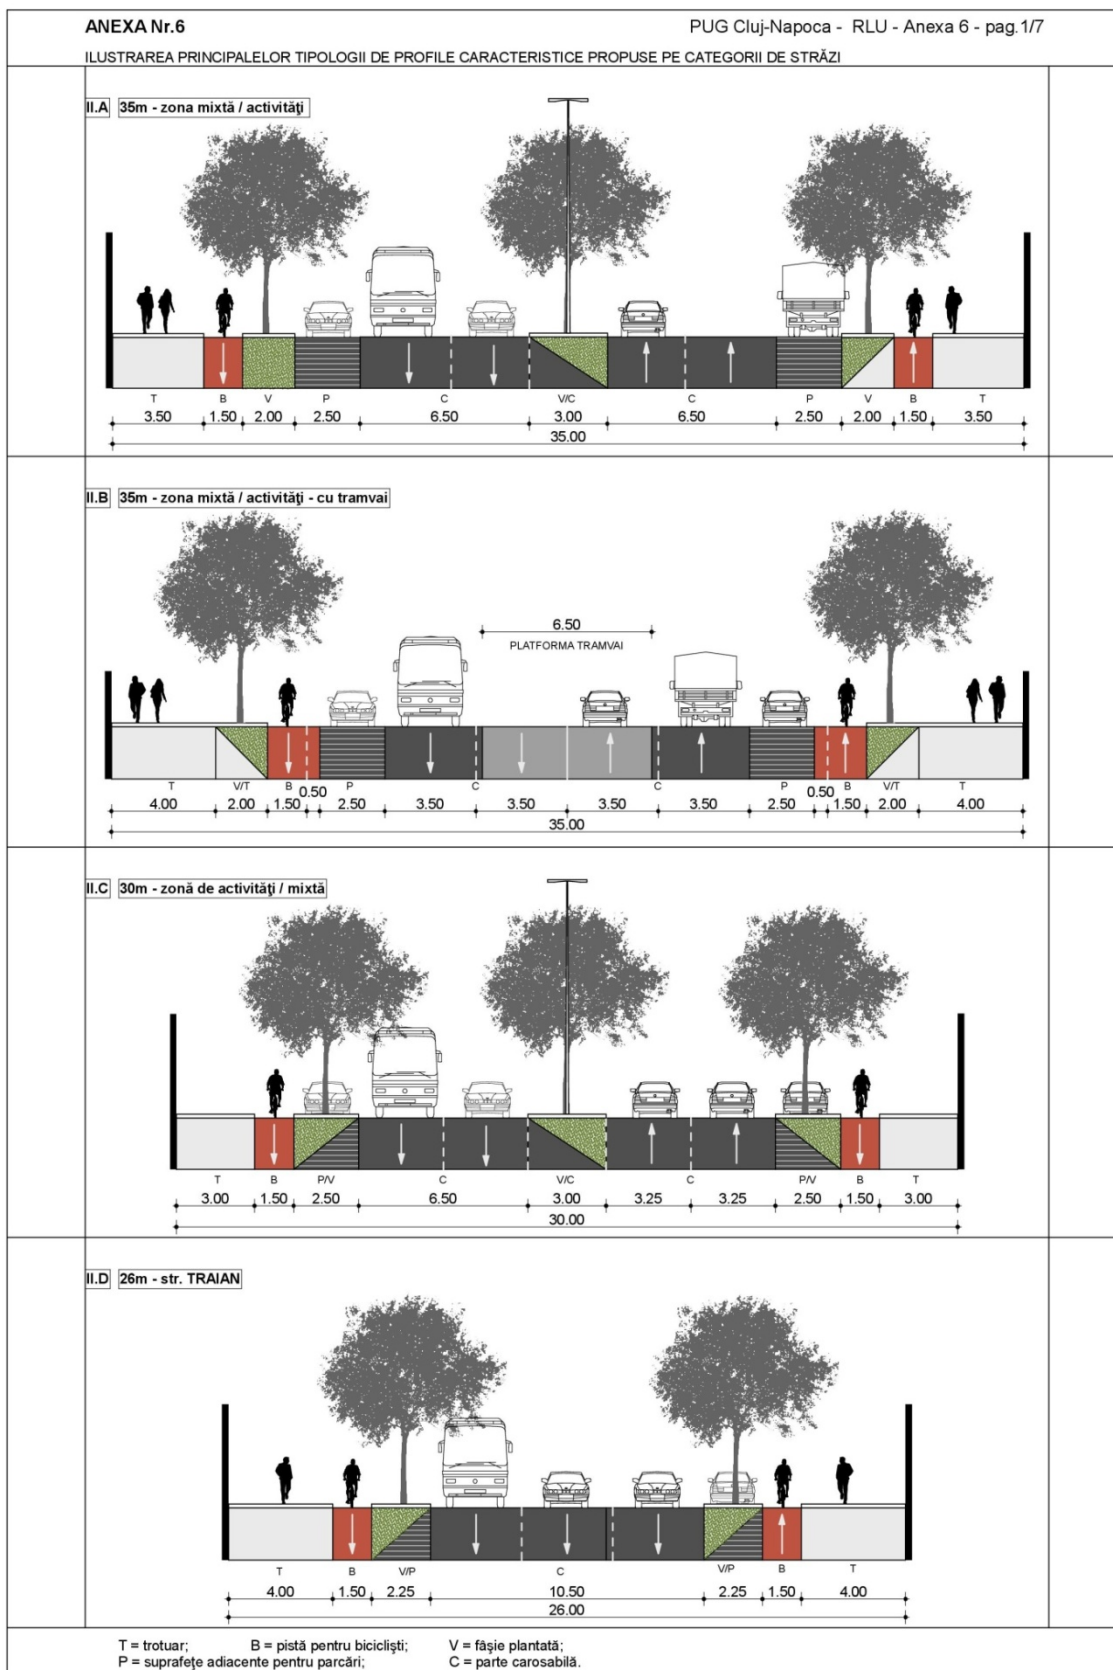 ANEXA Nr.6 PUG Cluj-Napoca - RLU - Anexa 6 - pag.1/7
ILUSTRAREA PRINCIPALELOR TIPOLOGII DE PROFILE CARACTERISTICE PROPUSE PE CATEGORII DE STRĂZI
II.A 35m - zona mixtă / activităţi
T B V P C V/C C P V B T
3.50 1.50 2.00 2.50 6.50 3.00 6.50 2.50 2.00 1.50 3.50
35.00
II.B 35m - zona mixtă / activităţi - cu tramvai
6.50
PLATFORMA TRAMVAI
T V/T B 0.50 P C C P 0.50 B V/T T
4.00 2.00 1.50 2.50 3.50 3.50 3.50 3.50 2.50 1.50 2.00 4.00
35.00
II.C 30m - zonă de activităţi / mixtă
T B P/V C V/C C P/V B T
3.00 1.50 2.50 6.50 3.00 3.25 3.25 2.50 1.50 3.00
30.00
II.D 26m - str. TRAIAN
T B V/P C V/P B T
4.00 1.50 2.25 10.50 2.25 1.50 4.00
26.00
T = trotuar; B = pistă pentru biciclişti; V = fâşie plantată;
P = suprafeţe adiacente pentru parcări; C = parte carosabilă.